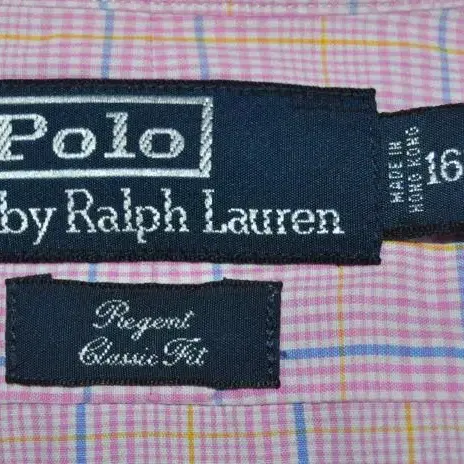 Polo
by Ralph Lauren
MADE IN
HONG KONG
16
Regent
Classic Fit